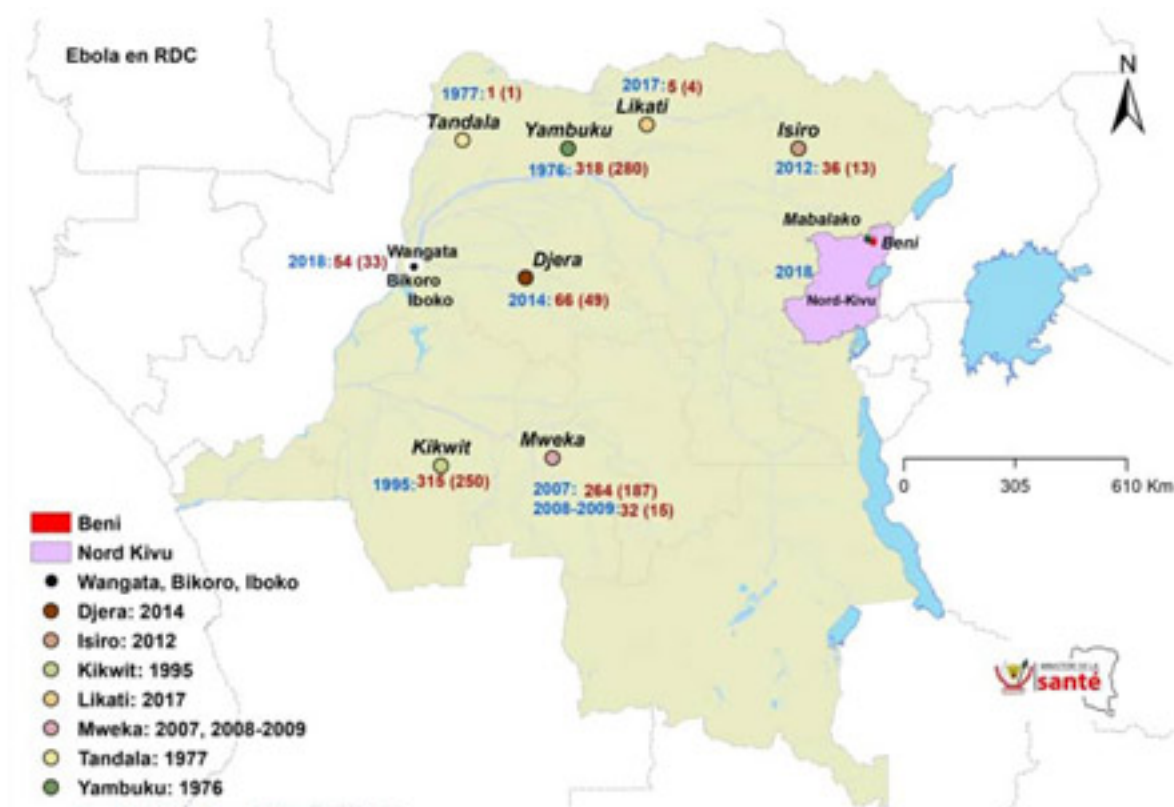 Ebola en RDC
N
1977: 1 (1)
Tandala
2017: 5 (4)
Likati
Yambuku
1976: 318 (280)
Isiro
2012: 36 (13)
Mabalako
Beni
2018
Nord-Kivu
2018: 54 (33)
Wangata
Bikoro
Iboko
Djera
2014: 66 (49)
Kikwit
1995: 315 (250)
Mweka
2007: 264 (187)
2008-2009: 32 (15)
0 305 610 Km
Beni
Nord Kivu
Wangata, Bikoro, Iboko
Djera: 2014
Isiro: 2012
Kikwit: 1995
Likati: 2017
Mweka: 2007, 2008-2009
Tandala: 1977
Yambuku: 1976
MINISTERE DE LA
santé